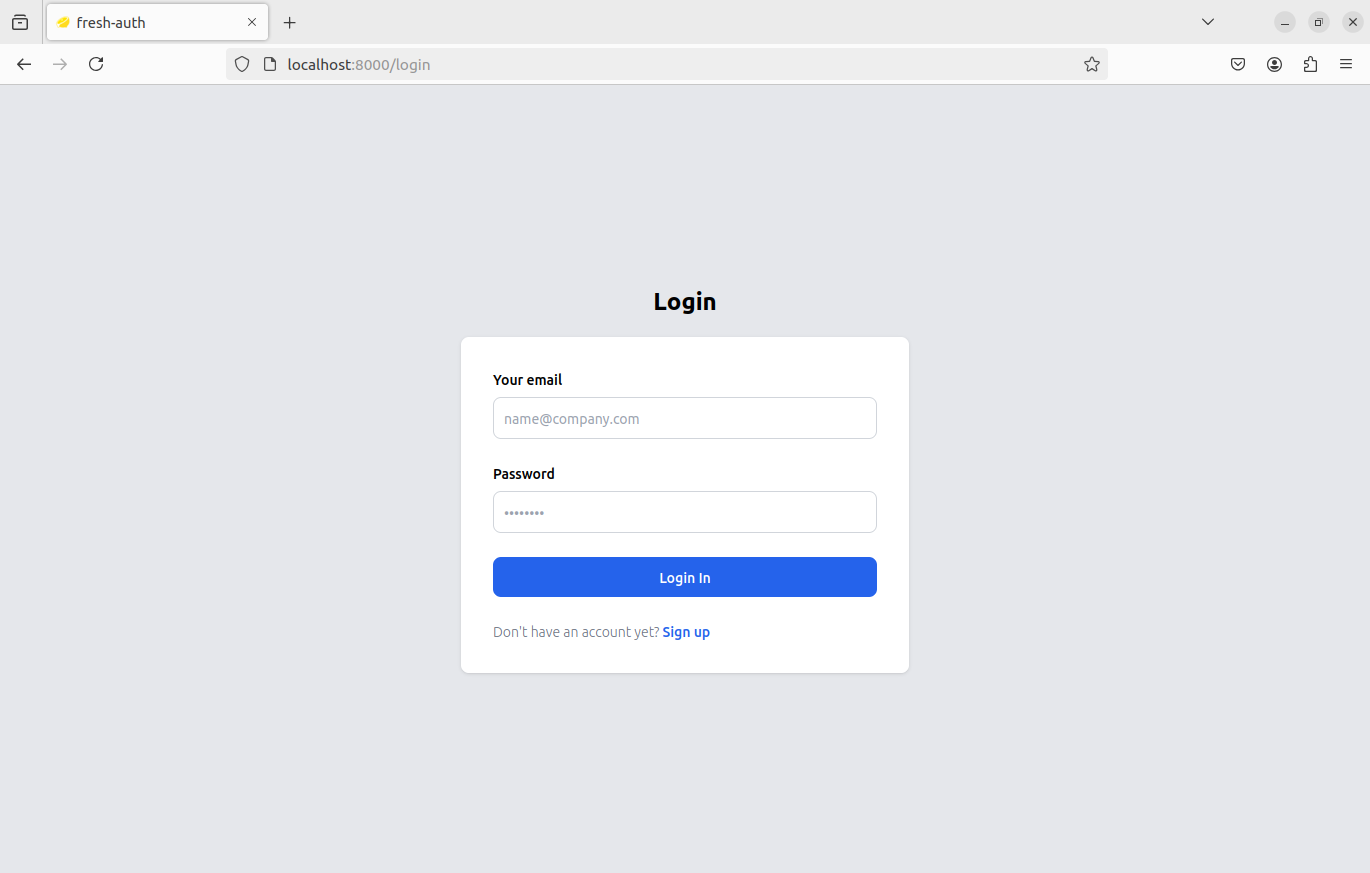 fresh-auth
localhost:8000/login
Login
Your email
name@company.com
Password
••••••••
Login In
Don't have an account yet? Sign up